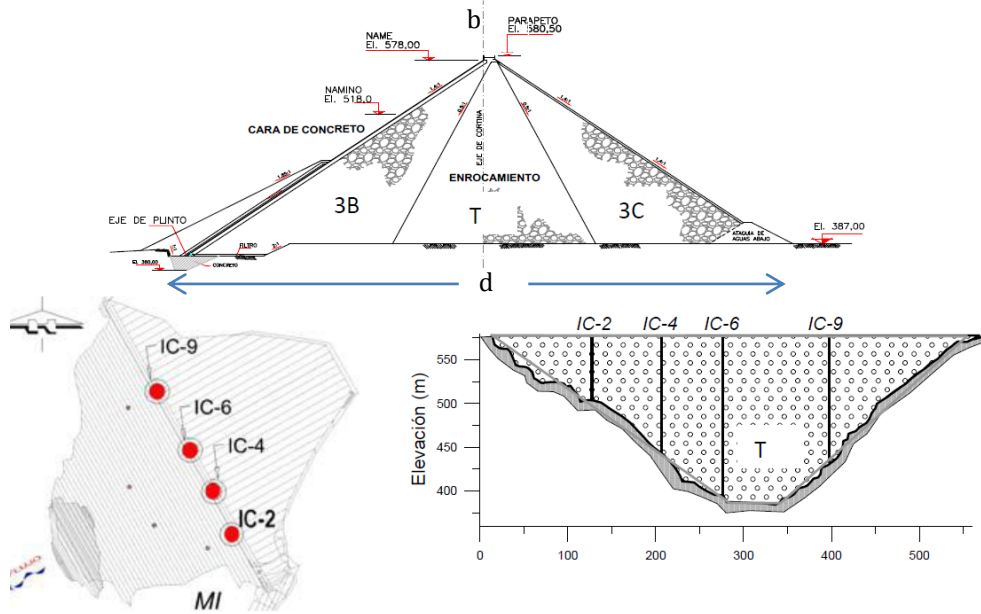 b
PARAPETO
El. 580,50
NAME
El. 578,00
NAMINO
El. 518,0
CARA DE CONCRETO
EJE DE CORTINA
ENROCAMIENTO
3B
T
3C
EJE DE PLINTO
FILTRO
CONCRETO
El. 380,00
ATAGUIA DE
AGUAS ABAJO
El. 387,00
d
IC-9
IC-6
IC-4
IC-2
MI
IC-2
IC-4
IC-6
IC-9
Elevación (m)
550
500
450
400
T
0
100
200
300
400
500